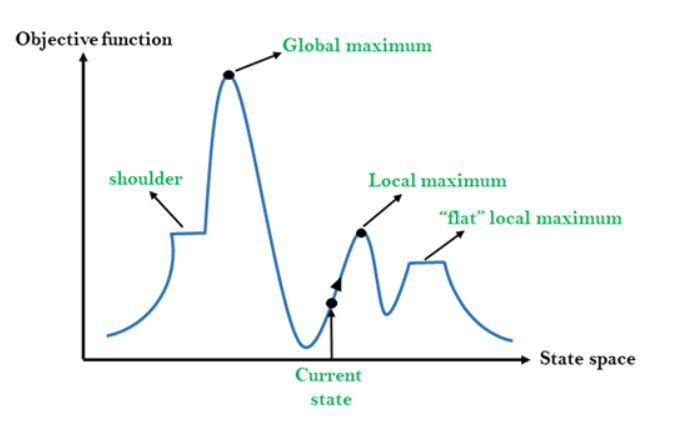 Objective function
Global maximum
shoulder
Local maximum
“flat” local maximum
State space
Current
state